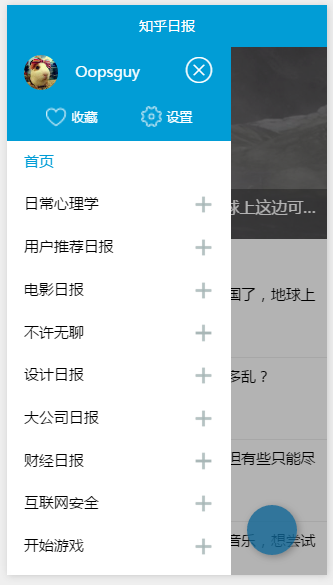 知乎日报
Oopsguy
收藏 设置
首页
日常心理学
球上这边可...
用户推荐日报
电影日报
国了，地球上
不许无聊
设计日报
多乱？
大公司日报
财经日报
但有些只能尽
互联网安全
开始游戏
音乐，想尝试